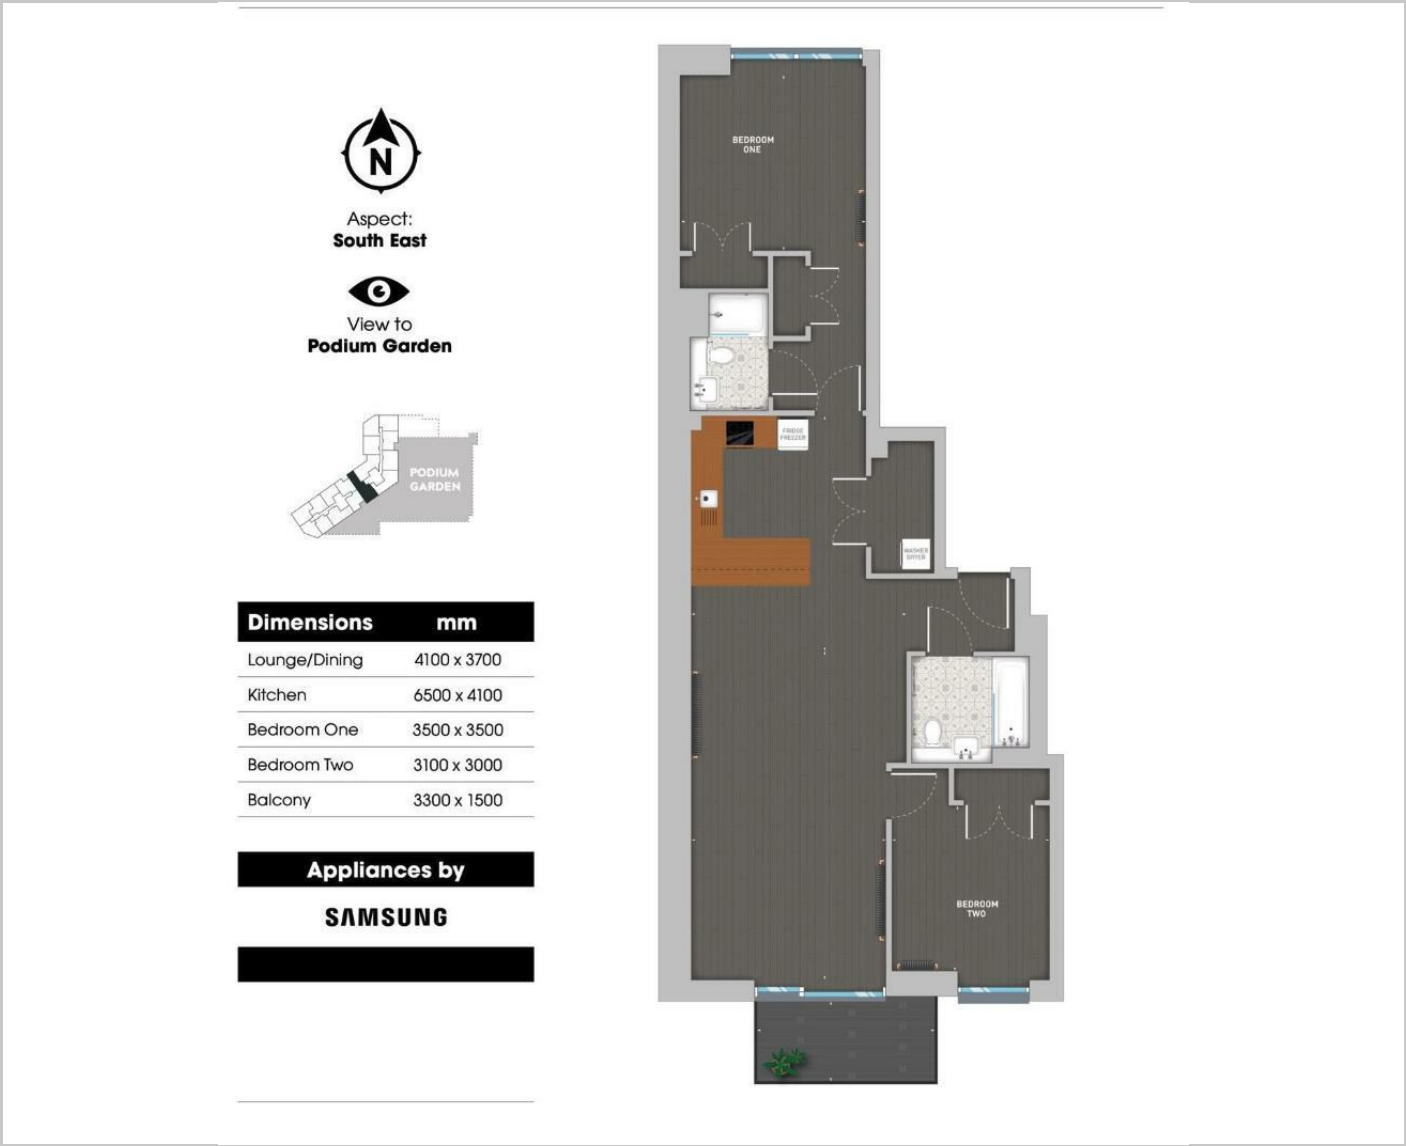 N
Aspect:
South East
View to
Podium Garden
PODIUM
GARDEN
Dimensions mm
Lounge/Dining 4100 x 3700
Kitchen 6500 x 4100
Bedroom One 3500 x 3500
Bedroom Two 3100 x 3000
Balcony 3300 x 1500
Appliances by
SAMSUNG
BEDROOM
ONE
FRIDGE
FREEZER
WASHER
DRYER
BEDROOM
TWO